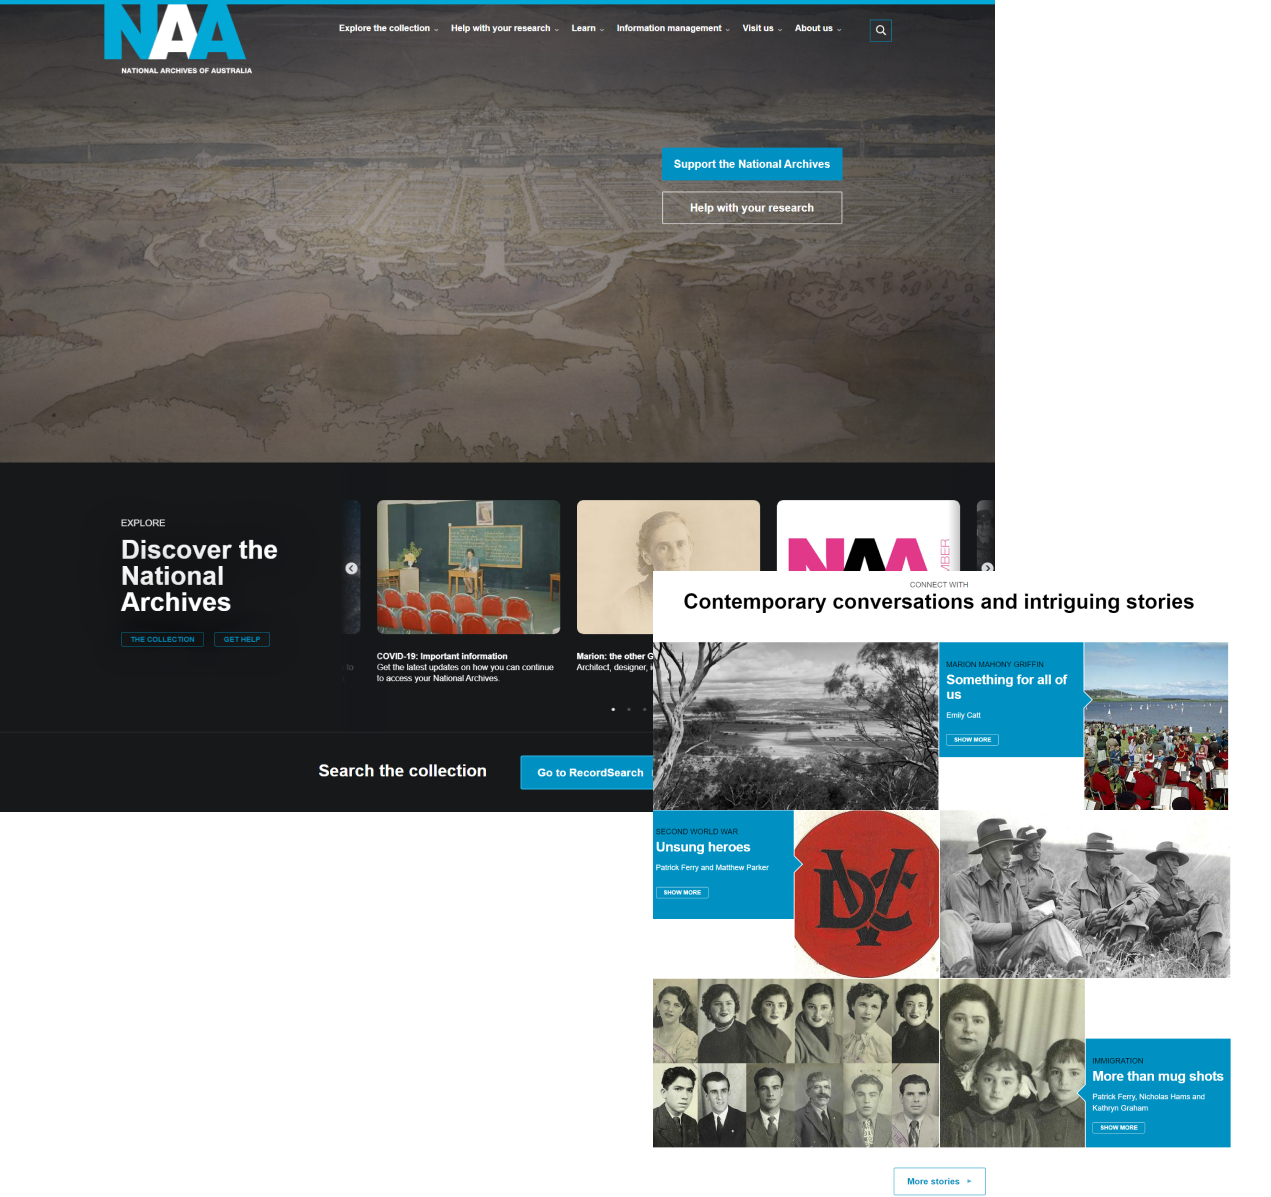 NAA
NATIONAL ARCHIVES OF AUSTRALIA
Explore the collection
Help with your research
Learn
Information management
Visit us
About us
Support the National Archives
Help with your research
EXPLORE
Discover the
National
Archives
THE COLLECTION
GET HELP
to
COVID-19: Important information
Get the latest updates on how you can continue
to access your National Archives.
Marion: the other G
Architect, designer,
NAA
MBER
Search the collection
Go to RecordSearch
CONNECT WITH
Contemporary conversations and intriguing stories
MARION MAHONY GRIFFIN
Something for all of
us
Emily Catt
SHOW MORE
SECOND WORLD WAR
Unsung heroes
Patrick Ferry and Matthew Parker
SHOW MORE
VDC
IMMIGRATION
More than mug shots
Patrick Ferry, Nicholas Hams and
Kathryn Graham
SHOW MORE
More stories